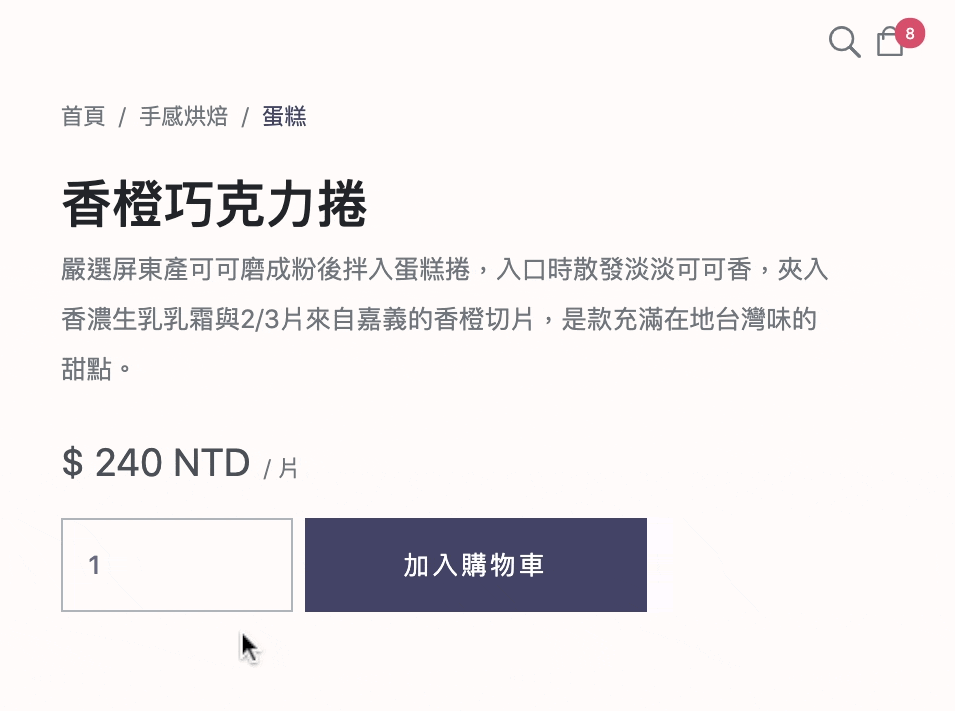 8
首頁 / 手感烘焙 / 蛋糕
香橙巧克力捲
嚴選屏東產可可磨成粉後拌入蛋糕捲，入口時散發淡淡可可香，夾入
香濃生乳乳霜與2/3片來自嘉義的香橙切片，是款充滿在地台灣味的
甜點。
$ 240 NTD / 片
1 加入購物車